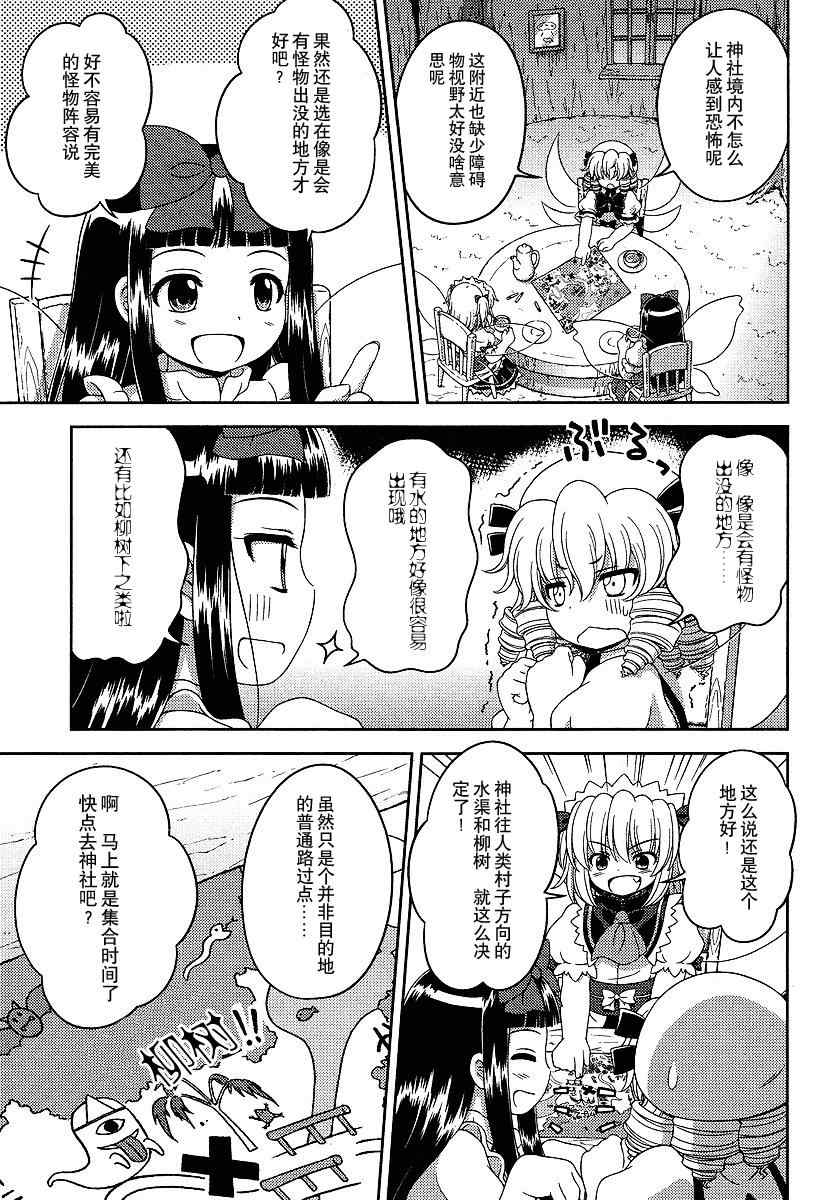 神社境内不怎么
让人感到恐怖呢
这附近也缺少障碍
物视野太好没啥意
思呢
果然还是选在像是会
有怪物出没的地方才
好吧？
好不容易有完美
的怪物阵容说
像 像是会有怪物
出没的地方……
ぶるっ
有水的地方好像很容易
出现哦
还有比如柳树下之类啦
这么说还是这个
地方好！
神社往人类村子方向的
水渠和柳树 就这么决
定了！
虽然只是个并非目的地
的普通路过点……
啊 马上就是集合时间了
快点去神社吧？
柳树!!